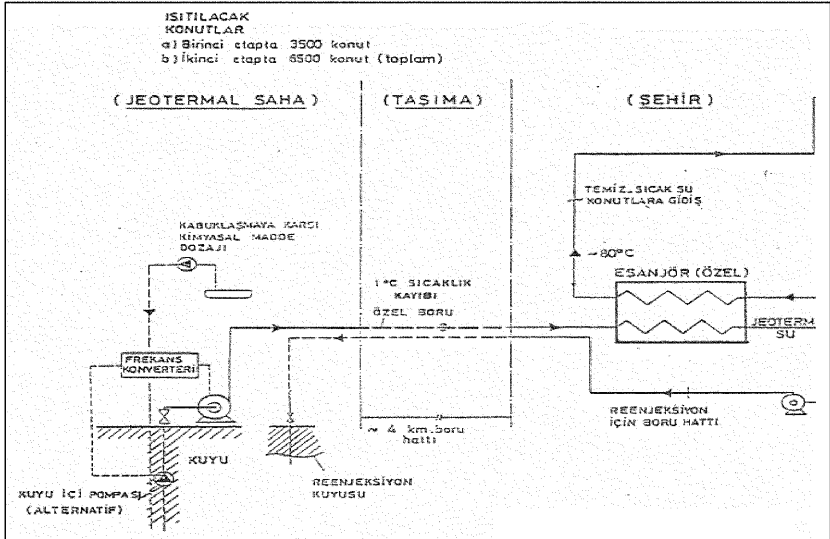 ISITILACAK
KONUTLAR
a) Birinci etapta 3500 konut
b) İkinci etapta 6500 konut (toplam)
(JEOTERMAL SAHA)
(TAŞIMA)
(ŞEHİR)
TEMİZ SICAK SU
KONUTLARA GİDİŞ
KABUKLAŞMAYA KARŞI
KİMYASAL MADDE
DOZAJI
~80°C
EŞANJÖR (ÖZEL)
1°C SICAKLIK
KAYIBI
ÖZEL BORU
JEOTERM
SU
FREKANS
KONVERTERİ
REENJEKSİYON
İÇİN BORU HATTI
~ 4 km.boru
hattı
KUYU
REENJEKSİYON
KUYUSU
KUYU İÇİ POMPASI
(ALTERNATİF)